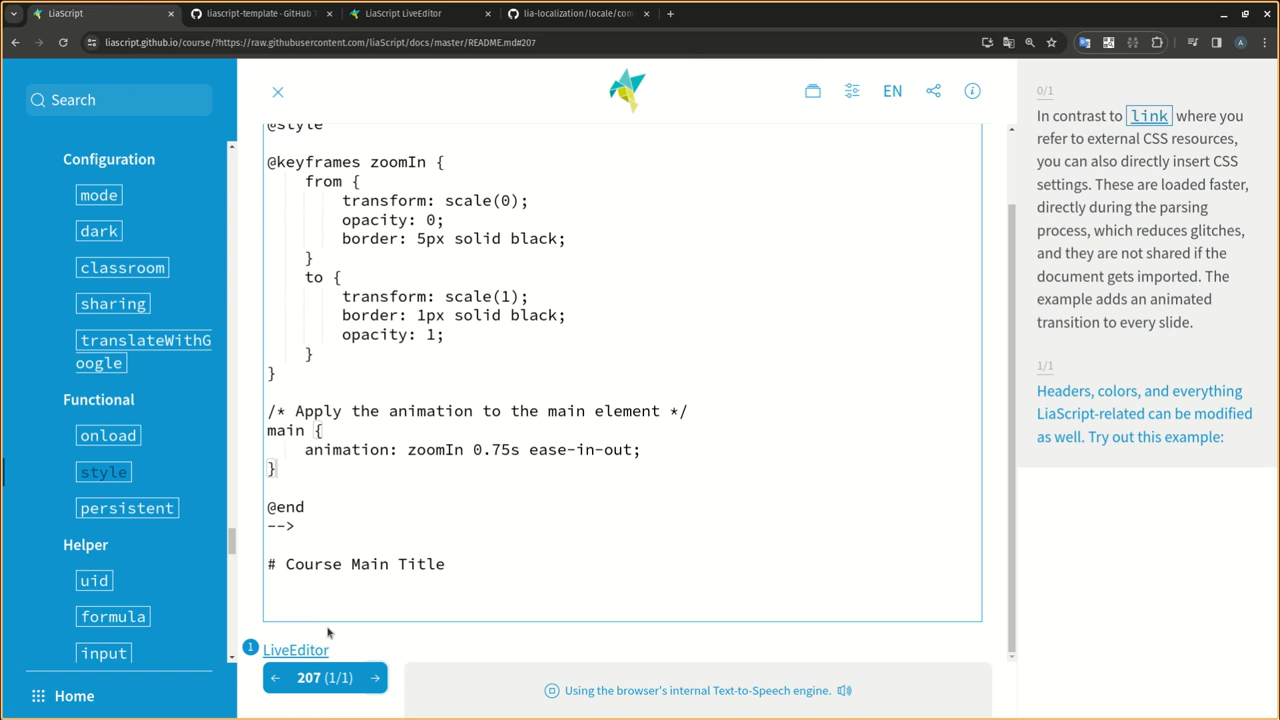 LiaScript
liascript-template · GitHub T
LiaScript LiveEditor
lia-localization/locale/com
liascript.github.io/course/?https://raw.githubusercontent.com/liaScript/docs/master/README.md#207
A
Search
Configuration
mode
dark
classroom
sharing
translateWithG
oogle
Functional
onload
style
persistent
Helper
uid
formula
input
Home
EN
@style
@keyframes zoomIn {
from {
transform: scale(0);
opacity: 0;
border: 5px solid black;
}
to {
transform: scale(1);
border: 1px solid black;
opacity: 1;
}
}
/* Apply the animation to the main element */
main {
animation: zoomIn 0.75s ease-in-out;
}
@end
-->
# Course Main Title
1 LiveEditor
← 207 (1/1) →
Using the browser's internal Text-to-Speech engine.
0/1
In contrast to link where you
refer to external CSS resources,
you can also directly insert CSS
settings. These are loaded faster,
directly during the parsing
process, which reduces glitches,
and they are not shared if the
document gets imported. The
example adds an animated
transition to every slide.
1/1
Headers, colors, and everything
LiaScript-related can be modified
as well. Try out this example: